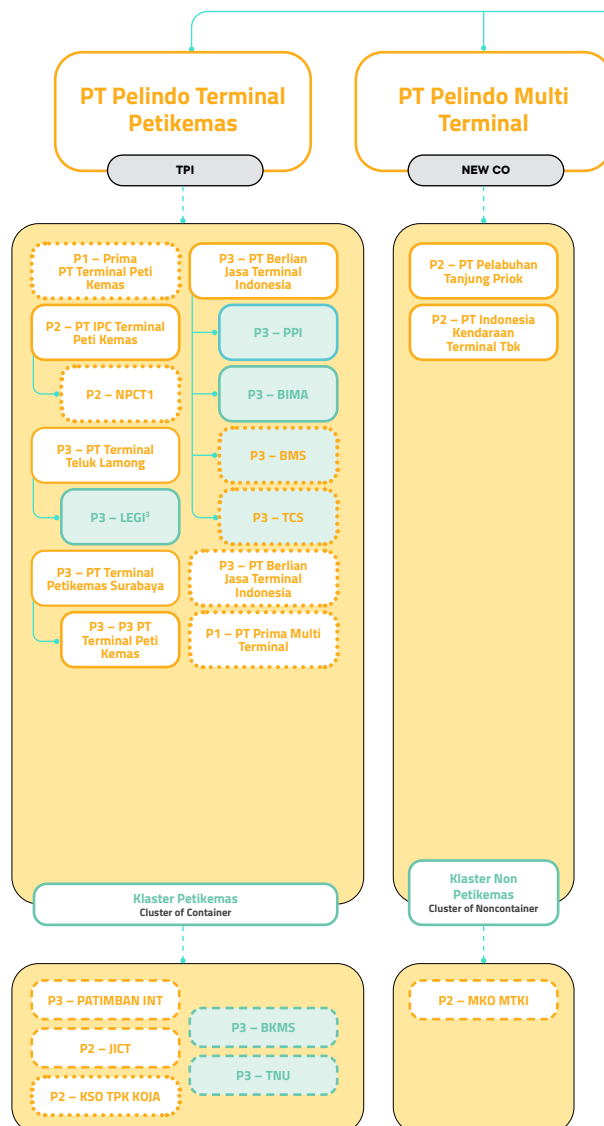 PT Pelindo Terminal
Petikemas
TPI
P1 – Prima
PT Terminal Peti
Kemas
P2 – PT IPC Terminal
Peti Kemas
P2 – NPCT1
P3 – PT Terminal
Teluk Lamong
P3 – LEGI³
P3 – PT Terminal
Petikemas Surabaya
P3 – P3 PT
Terminal Peti
Kemas
P3 – PT Berlian
Jasa Terminal
Indonesia
P3 – PPI
P3 – BIMA
P3 – BMS
P3 – TCS
P3 – PT Berlian
Jasa Terminal
Indonesia
P1 – PT Prima Multi
Terminal
Klaster Petikemas
Cluster of Container
P3 – PATIMBAN INT
P2 – JICT
P2 – KSO TPK KOJA
P3 – BKMS
P3 – TNU
PT Pelindo Multi
Terminal
NEW CO
P2 – PT Pelabuhan
Tanjung Priok
P2 – PT Indonesia
Kendaraan
Terminal Tbk
Klaster Non
Petikemas
Cluster of Noncontainer
P2 – MKO MTKI